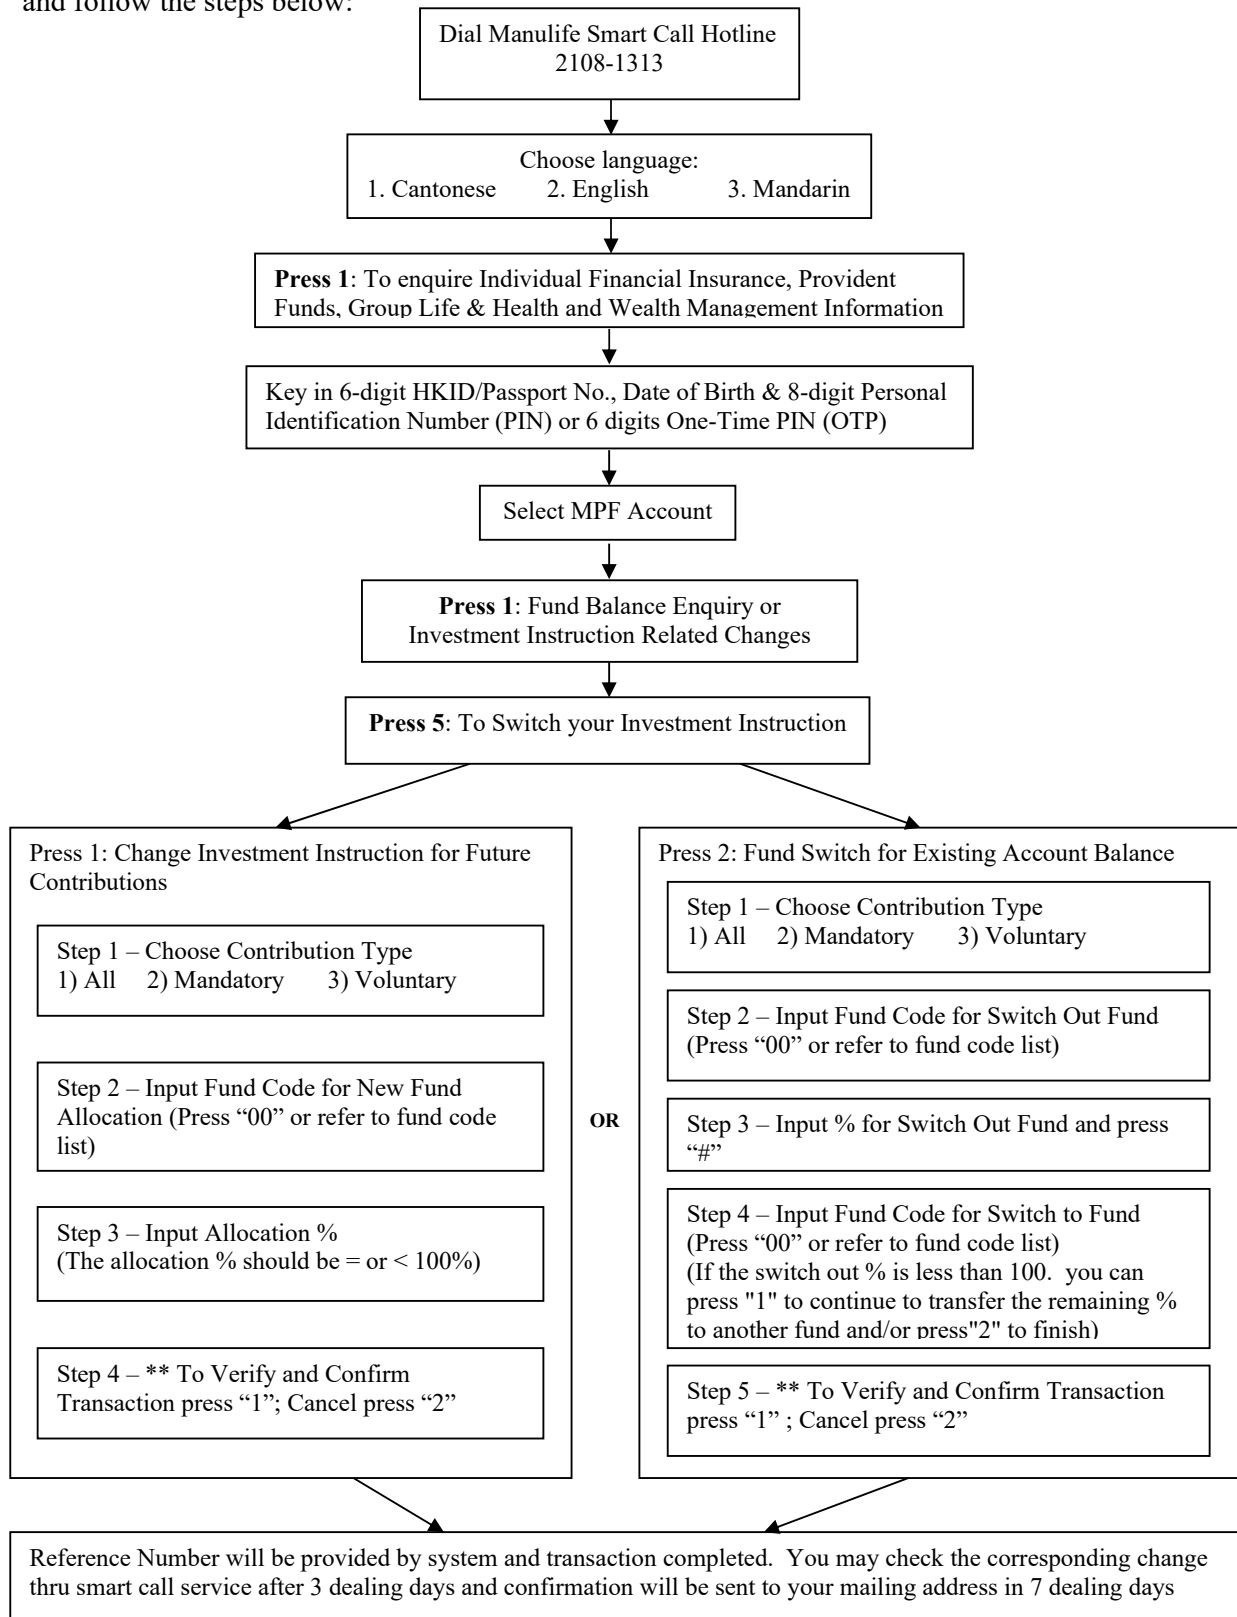 and follow the steps below:
Dial Manulife Smart Call Hotline
2108-1313
Choose language:
1. Cantonese 2. English 3. Mandarin
Press 1: To enquire Individual Financial Insurance, Provident
Funds, Group Life & Health and Wealth Management Information
Key in 6-digit HKID/Passport No., Date of Birth & 8-digit Personal
Identification Number (PIN) or 6 digits One-Time PIN (OTP)
Select MPF Account
Press 1: Fund Balance Enquiry or
Investment Instruction Related Changes
Press 5: To Switch your Investment Instruction
Press 1: Change Investment Instruction for Future
Contributions
Step 1 – Choose Contribution Type
1) All 2) Mandatory 3) Voluntary
Step 2 – Input Fund Code for New Fund
Allocation (Press “00” or refer to fund code
list)
Step 3 – Input Allocation %
(The allocation % should be = or < 100%)
Step 4 – ** To Verify and Confirm
Transaction press “1”; Cancel press “2”
OR
Press 2: Fund Switch for Existing Account Balance
Step 1 – Choose Contribution Type
1) All 2) Mandatory 3) Voluntary
Step 2 – Input Fund Code for Switch Out Fund
(Press “00” or refer to fund code list)
Step 3 – Input % for Switch Out Fund and press
“#”
Step 4 – Input Fund Code for Switch to Fund
(Press “00” or refer to fund code list)
(If the switch out % is less than 100. you can
press "1" to continue to transfer the remaining %
to another fund and/or press"2" to finish)
Step 5 – ** To Verify and Confirm Transaction
press “1” ; Cancel press “2”
Reference Number will be provided by system and transaction completed. You may check the corresponding change
thru smart call service after 3 dealing days and confirmation will be sent to your mailing address in 7 dealing days